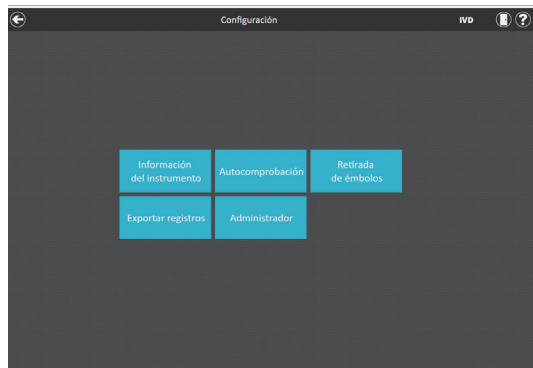 Configuración
IVD
?
Información
del instrumento
Autocomprobación
Retirada
de émbolos
Exportar registros
Administrador